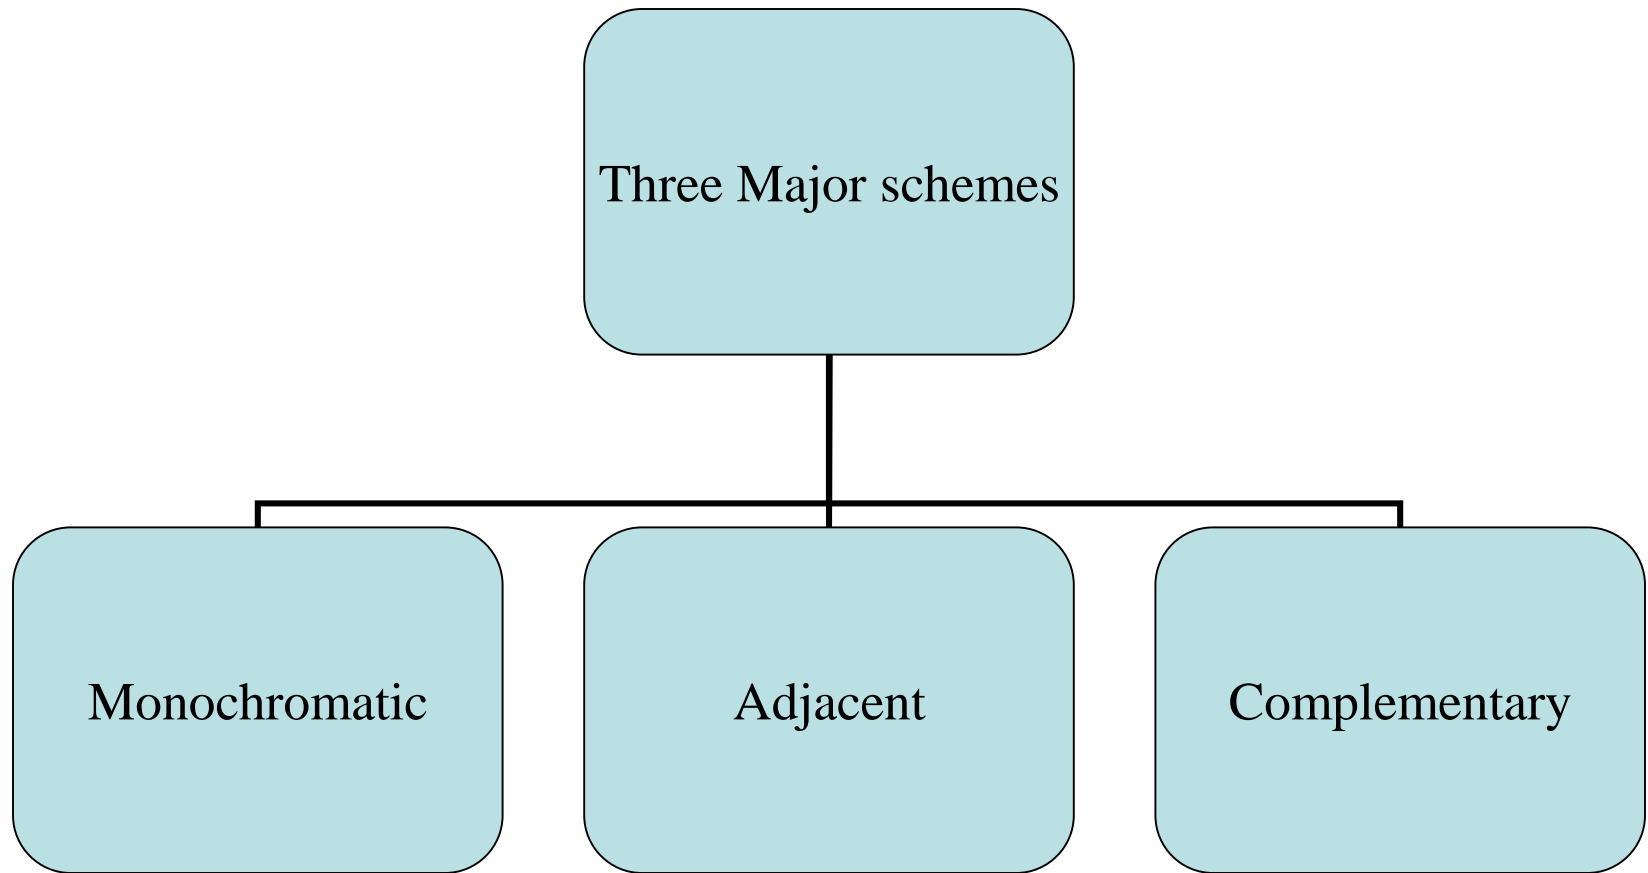 Three Major schemes
Monochromatic
Adjacent
Complementary